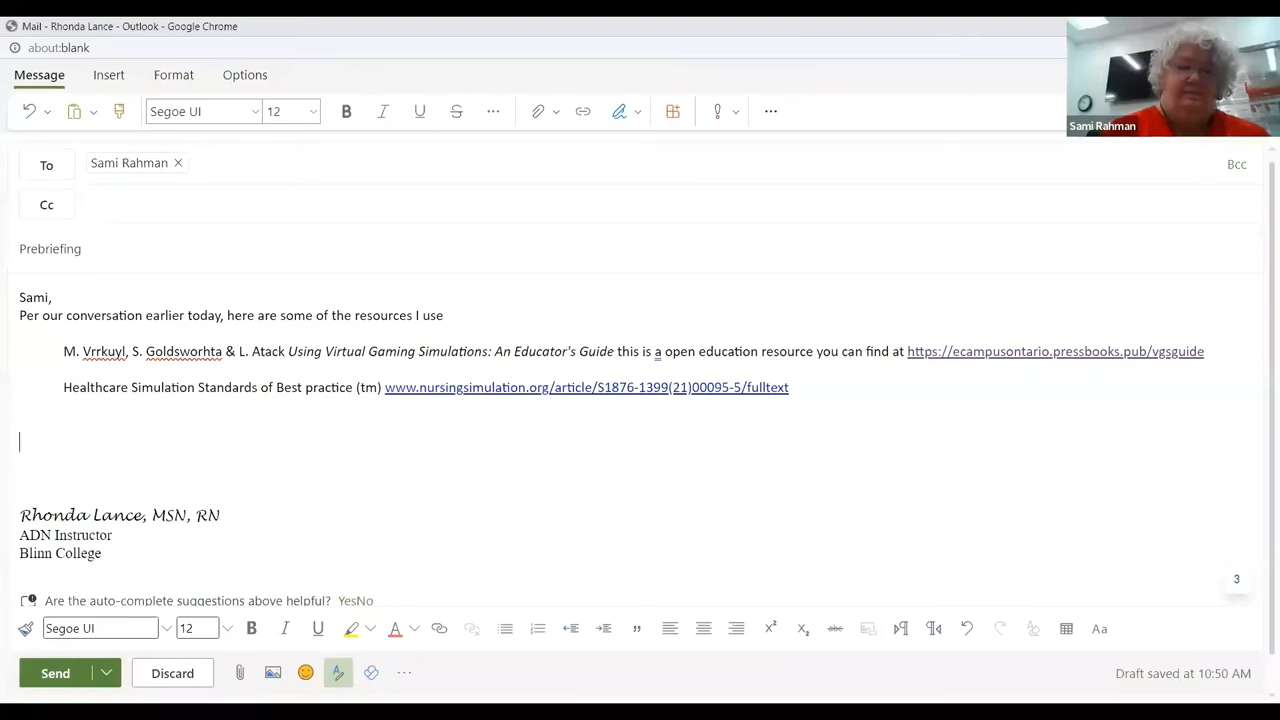 Mail - Rhonda Lance - Outlook - Google Chrome
about:blank
Message Insert Format Options
Segoe UI 12
Sami Rahman
To Sami Rahman Bcc
Cc
Prebriefing
Sami,
Per our conversation earlier today, here are some of the resources I use
M. Vrrkuyl, S. Goldsworhta & L. Atack Using Virtual Gaming Simulations: An Educator's Guide this is a open education resource you can find at https://ecampusontario.pressbooks.pub/vgsguide
Healthcare Simulation Standards of Best practice (tm) www.nursingsimulation.org/article/S1876-1399(21)00095-5/fulltext
Rhonda Lance, MSN, RN
ADN Instructor
Blinn College
3
Are the auto-complete suggestions above helpful? YesNo
Segoe UI 12 B I U abc Aa
Send Discard Draft saved at 10:50 AM